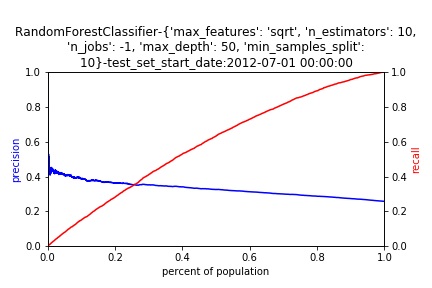 RandomForestClassifier-{'max_features': 'sqrt', 'n_estimators': 10,
'n_jobs': -1, 'max_depth': 50, 'min_samples_split':
10}-test_set_start_date:2012-07-01 00:00:00
1.0
0.8
0.6
0.4
0.2
0.0
precision
1.0
0.8
0.6
0.4
0.2
0.0
recall
0.0 0.2 0.4 0.6 0.8 1.0
percent of population